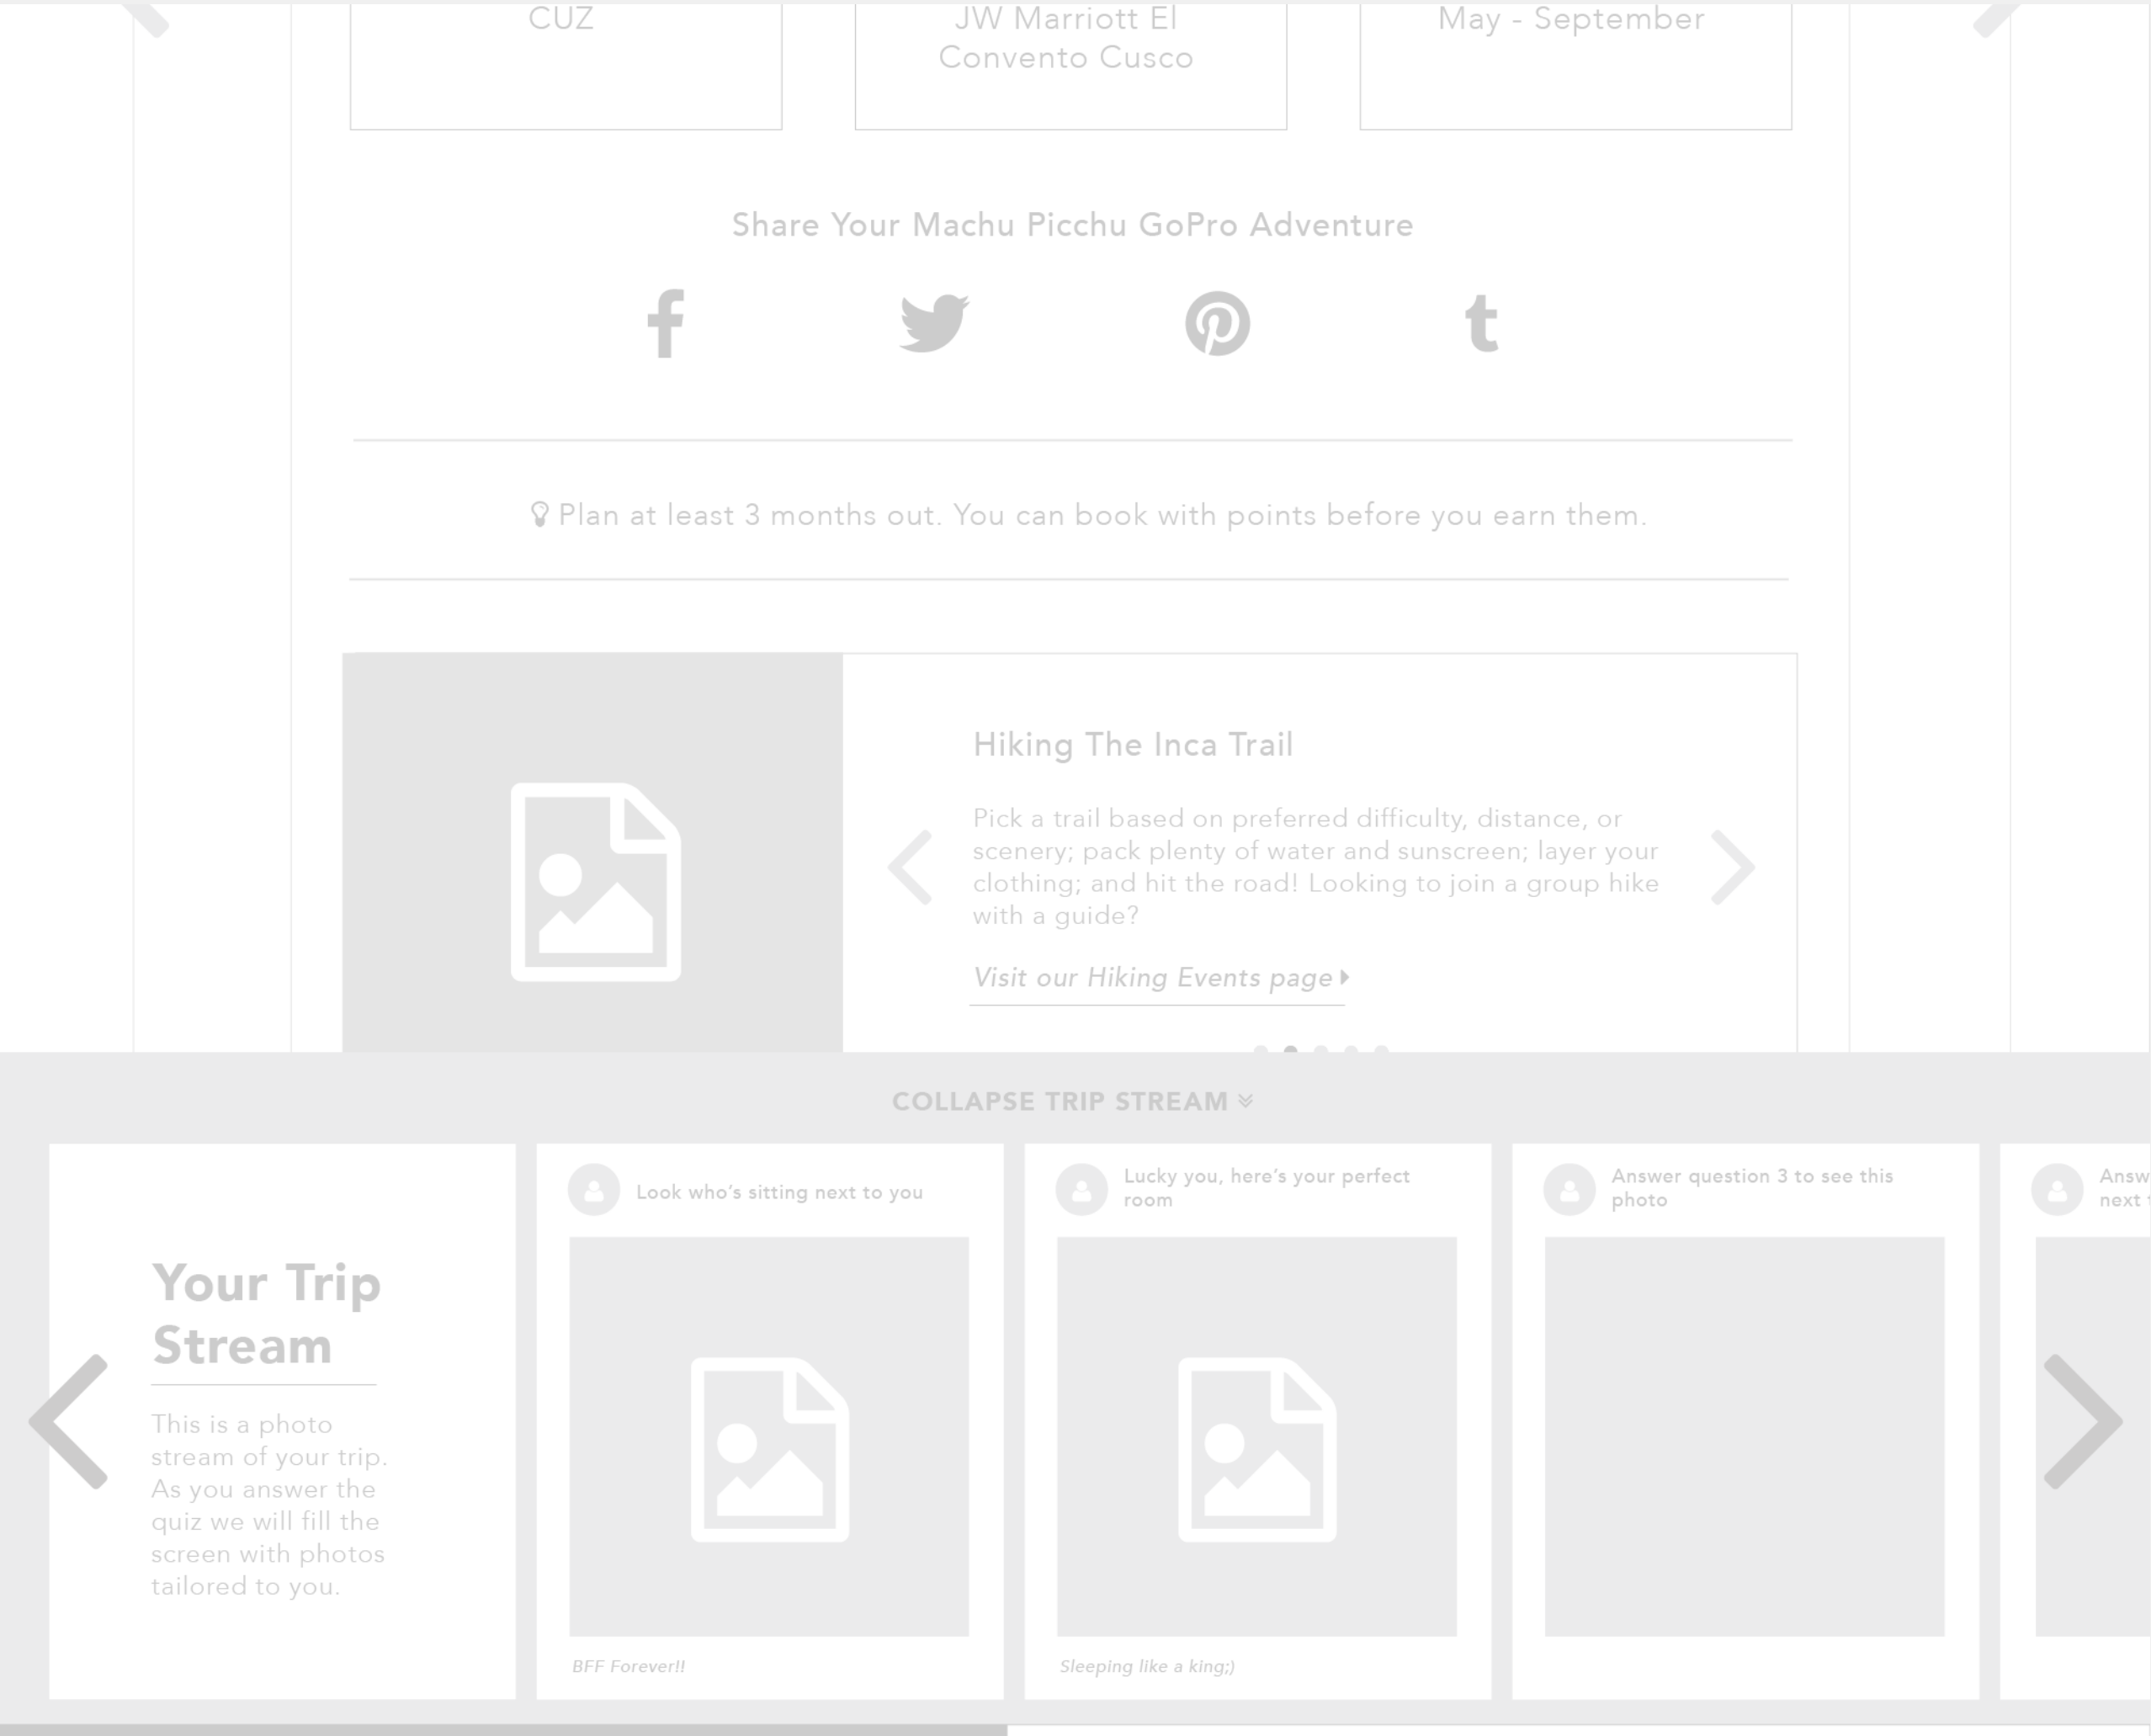 CUZ
JW Marriott El
Convento Cusco
May - September
Share Your Machu Picchu GoPro Adventure
Plan at least 3 months out. You can book with points before you earn them.
Hiking The Inca Trail
Pick a trail based on preferred difficulty, distance, or
scenery; pack plenty of water and sunscreen; layer your
clothing; and hit the road! Looking to join a group hike
with a guide?
Visit our Hiking Events page
COLLAPSE TRIP STREAM
Your Trip
Stream
This is a photo
stream of your trip.
As you answer the
quiz we will fill the
screen with photos
tailored to you.
Look who's sitting next to you
BFF Forever!!
Lucky you, here's your perfect
room
Sleeping like a king;)
Answer question 3 to see this
photo
next